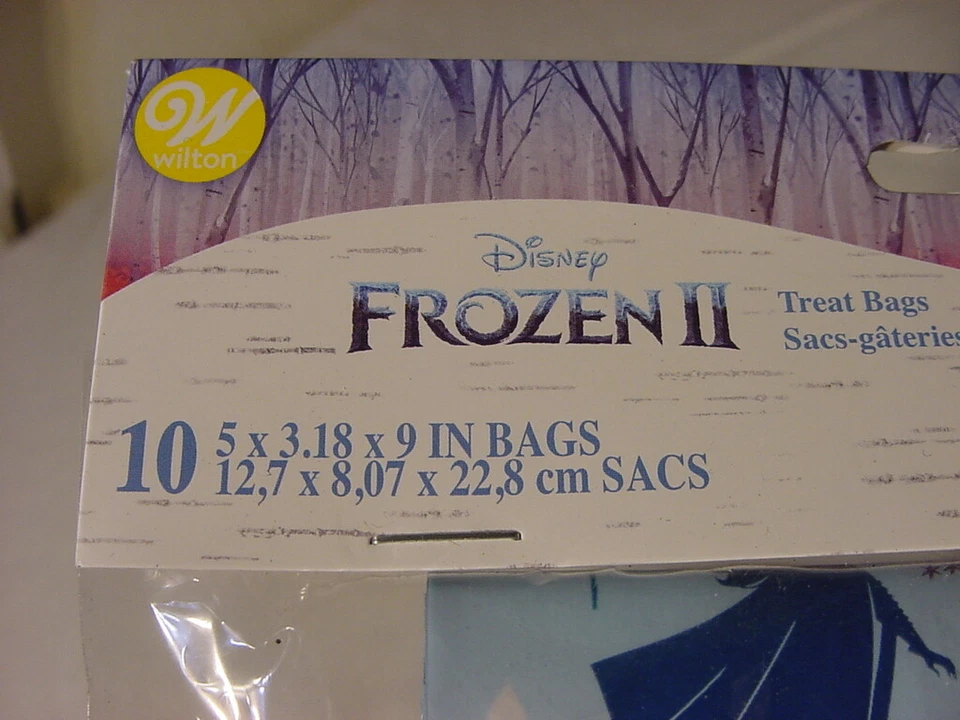 W
wilton
Disney
FROZEN II
Treat Bags
Sacs-gâteries
10 5 x 3.18 x 9 IN BAGS
12,7 x 8,07 x 22,8 cm SACS